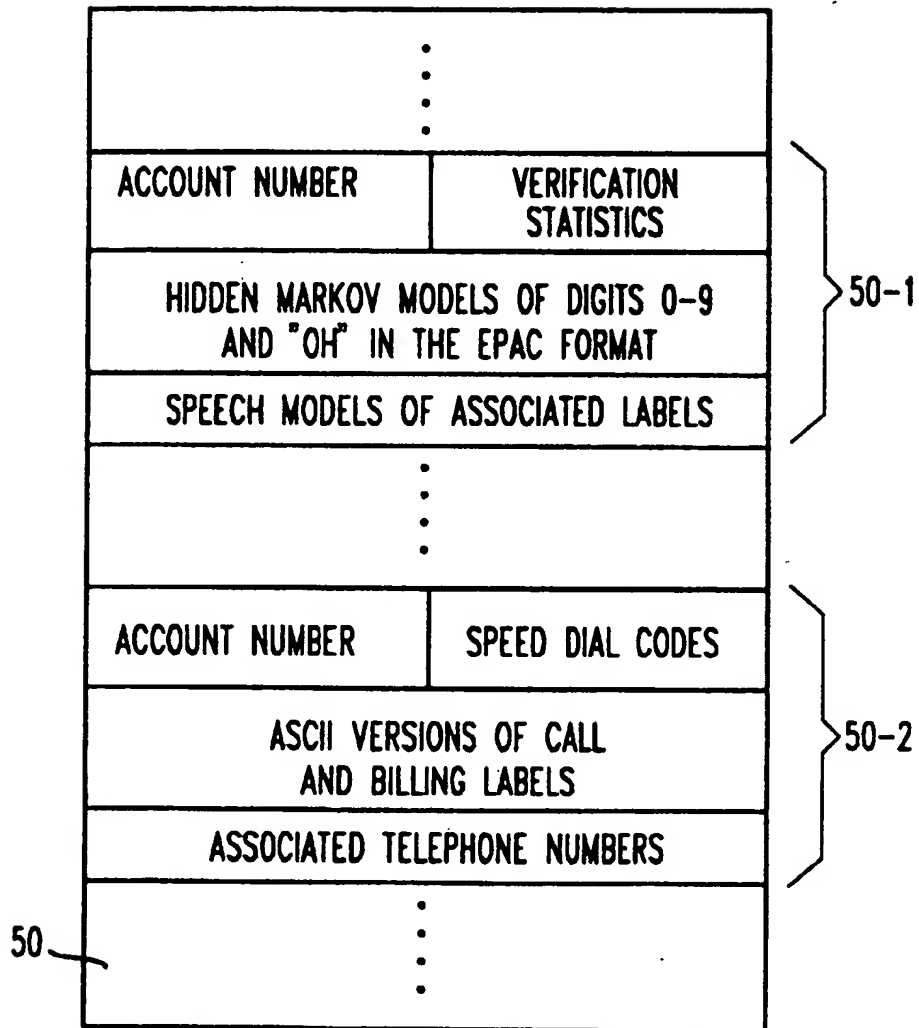 ACCOUNT NUMBER
VERIFICATION
STATISTICS
HIDDEN MARKOV MODELS OF DIGITS 0-9
AND "OH" IN THE EPAC FORMAT
SPEECH MODELS OF ASSOCIATED LABELS
50-1
ACCOUNT NUMBER
SPEED DIAL CODES
ASCII VERSIONS OF CALL
AND BILLING LABELS
ASSOCIATED TELEPHONE NUMBERS
50-2
50